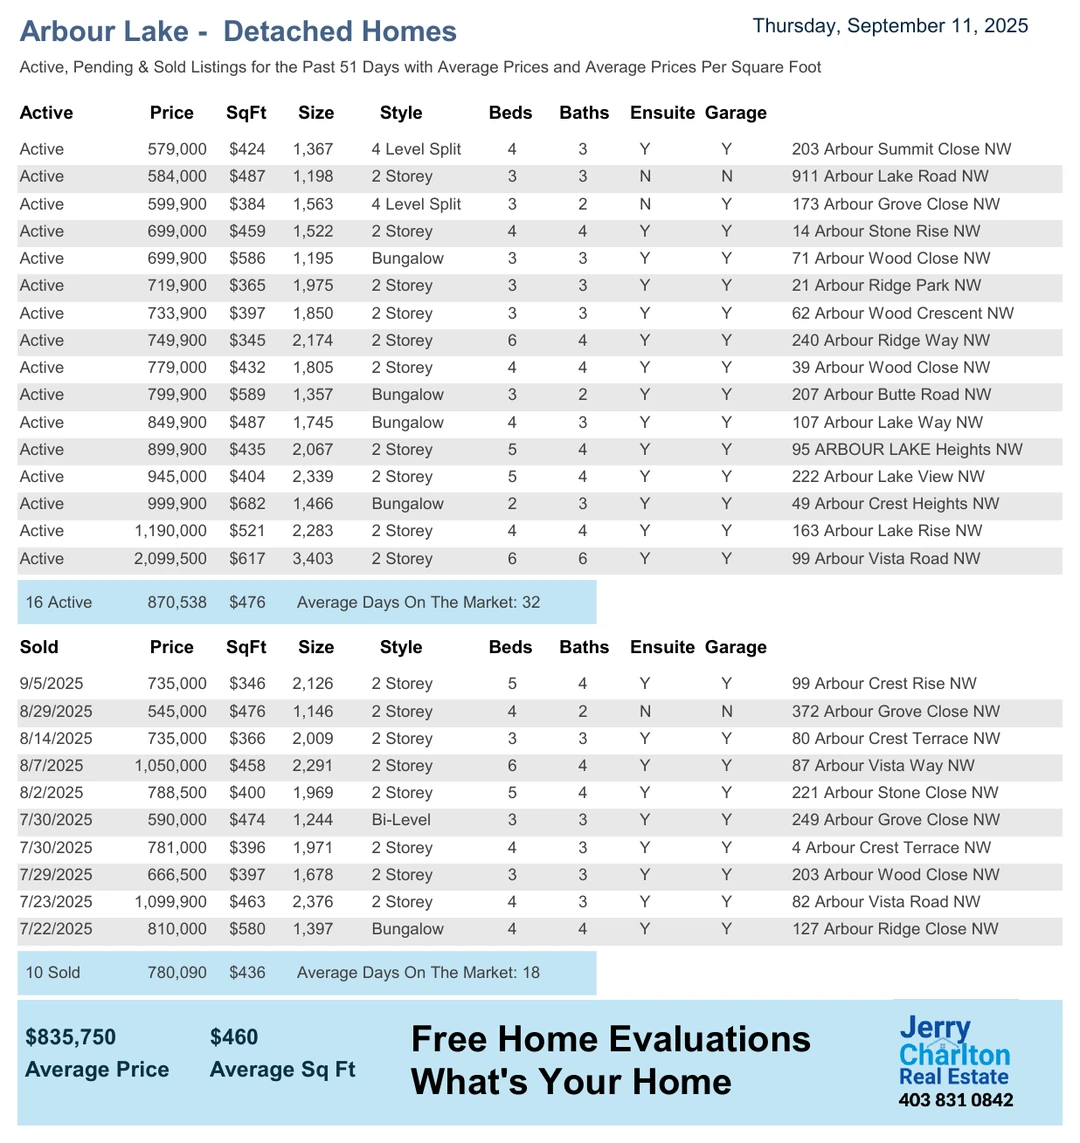 Arbour Lake - Detached Homes
Thursday, September 11, 2025
Active, Pending & Sold Listings for the Past 51 Days with Average Prices and Average Prices Per Square Foot
Active Price SqFt Size Style Beds Baths Ensuite Garage
Active 579,000 $424 1,367 4 Level Split 4 3 Y Y 203 Arbour Summit Close NW
Active 584,000 $487 1,198 2 Storey 3 3 N N 911 Arbour Lake Road NW
Active 599,900 $384 1,563 4 Level Split 3 2 N Y 173 Arbour Grove Close NW
Active 699,000 $459 1,522 2 Storey 4 4 Y Y 14 Arbour Stone Rise NW
Active 699,900 $586 1,195 Bungalow 3 3 Y Y 71 Arbour Wood Close NW
Active 719,900 $365 1,975 2 Storey 3 3 Y Y 21 Arbour Ridge Park NW
Active 733,900 $397 1,850 2 Storey 3 3 Y Y 62 Arbour Wood Crescent NW
Active 749,900 $345 2,174 2 Storey 6 4 Y Y 240 Arbour Ridge Way NW
Active 779,000 $432 1,805 2 Storey 4 4 Y Y 39 Arbour Wood Close NW
Active 799,900 $589 1,357 Bungalow 3 2 Y Y 207 Arbour Butte Road NW
Active 849,900 $487 1,745 Bungalow 4 3 Y Y 107 Arbour Lake Way NW
Active 899,900 $435 2,067 2 Storey 5 4 Y Y 95 ARBOUR LAKE Heights NW
Active 945,000 $404 2,339 2 Storey 5 4 Y Y 222 Arbour Lake View NW
Active 999,900 $682 1,466 Bungalow 2 3 Y Y 49 Arbour Crest Heights NW
Active 1,190,000 $521 2,283 2 Storey 4 4 Y Y 163 Arbour Lake Rise NW
Active 2,099,500 $617 3,403 2 Storey 6 6 Y Y 99 Arbour Vista Road NW
16 Active 870,538 $476 Average Days On The Market: 32
Sold Price SqFt Size Style Beds Baths Ensuite Garage
9/5/2025 735,000 $346 2,126 2 Storey 5 4 Y Y 99 Arbour Crest Rise NW
8/29/2025 545,000 $476 1,146 2 Storey 4 2 N N 372 Arbour Grove Close NW
8/14/2025 735,000 $366 2,009 2 Storey 3 3 Y Y 80 Arbour Crest Terrace NW
8/7/2025 1,050,000 $458 2,291 2 Storey 6 4 Y Y 87 Arbour Vista Way NW
8/2/2025 788,500 $400 1,969 2 Storey 5 4 Y Y 221 Arbour Stone Close NW
7/30/2025 590,000 $474 1,244 Bi-Level 3 3 Y Y 249 Arbour Grove Close NW
7/30/2025 781,000 $396 1,971 2 Storey 4 3 Y Y 4 Arbour Crest Terrace NW
7/29/2025 666,500 $397 1,678 2 Storey 3 3 Y Y 203 Arbour Wood Close NW
7/23/2025 1,099,900 $463 2,376 2 Storey 4 3 Y Y 82 Arbour Vista Road NW
7/22/2025 810,000 $580 1,397 Bungalow 4 4 Y Y 127 Arbour Ridge Close NW
10 Sold 780,090 $436 Average Days On The Market: 18
$835,750 $460
Average Price Average Sq Ft
Free Home Evaluations
What's Your Home
Jerry
Charlton
Real Estate
403 831 0842